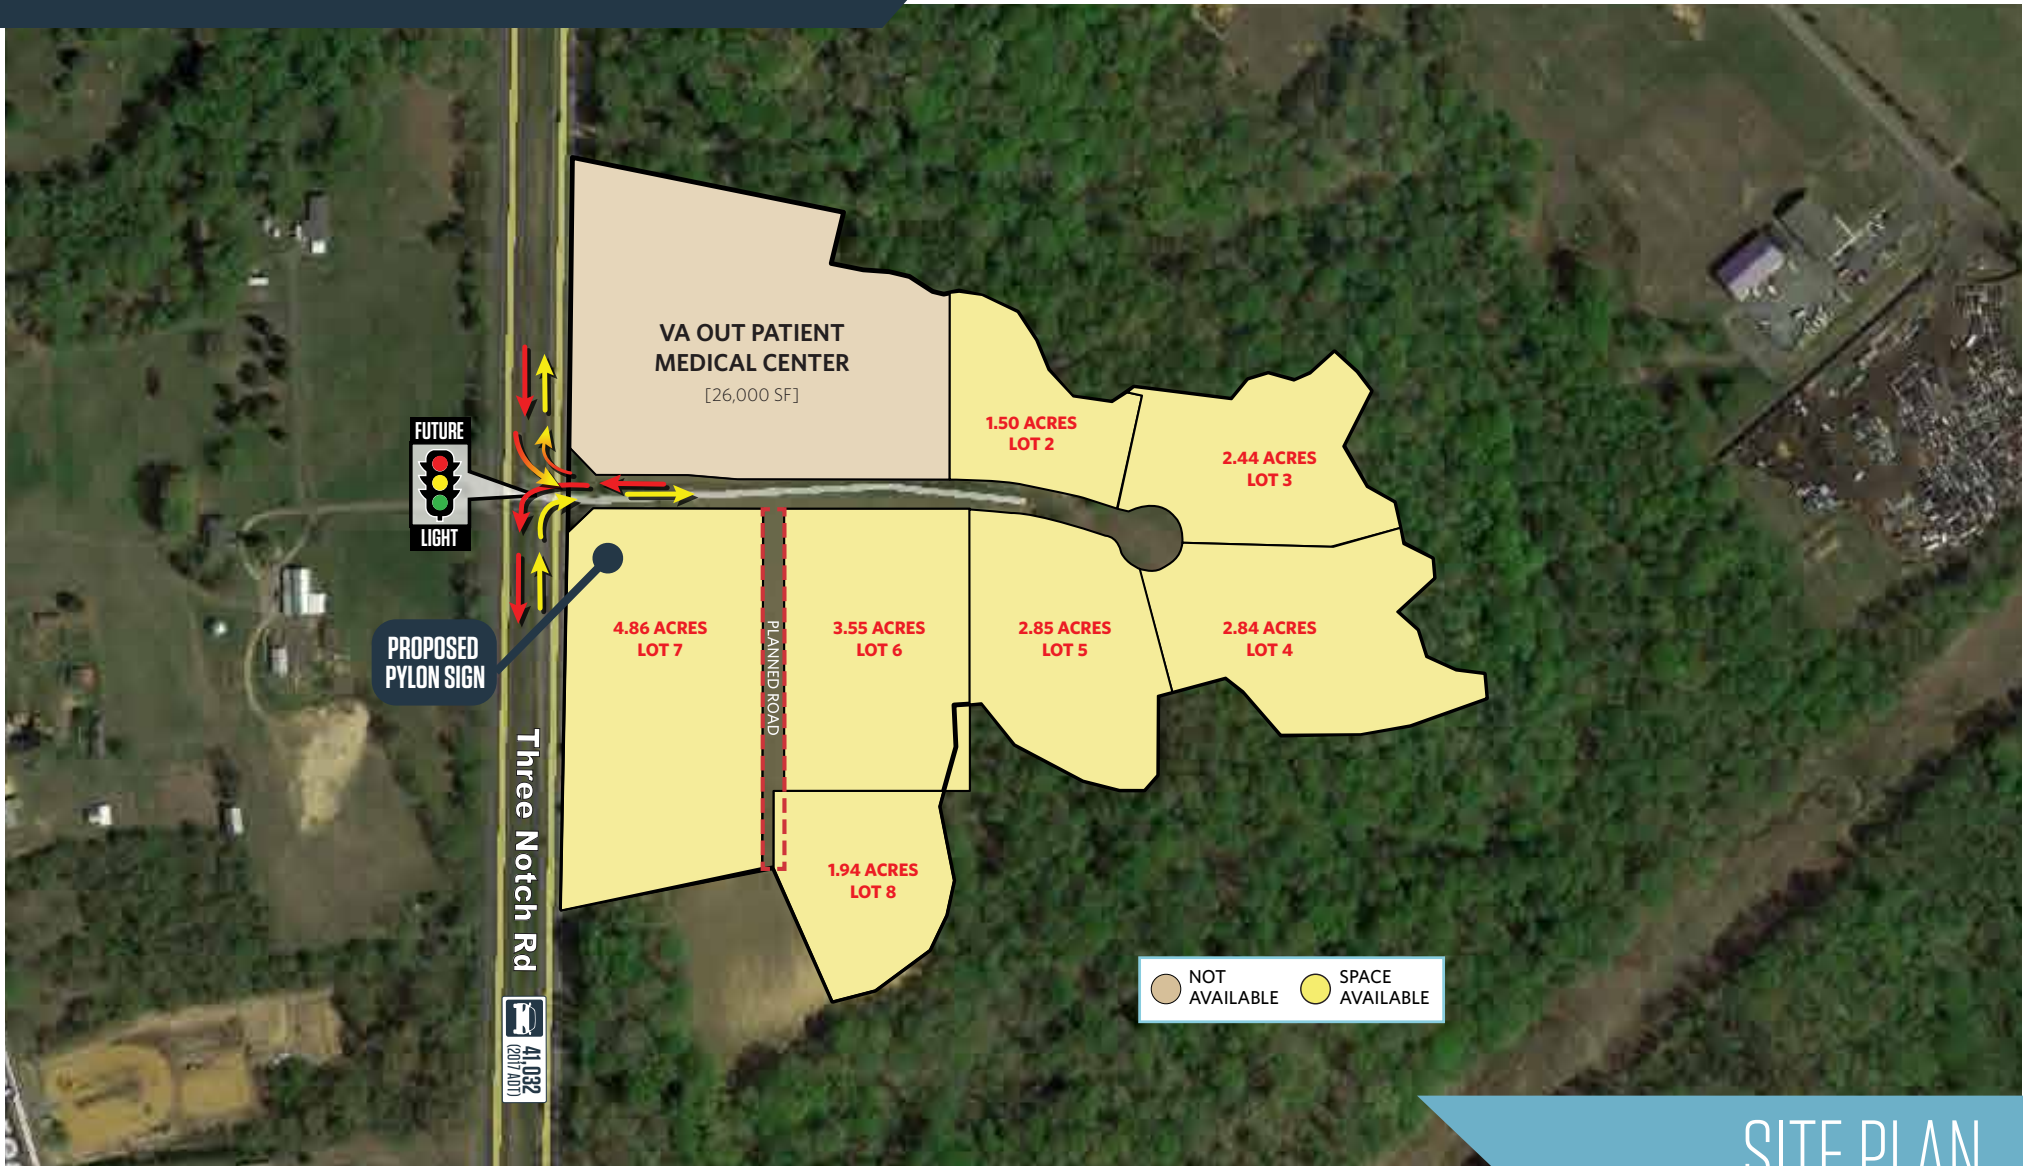 VA OUT PATIENT
MEDICAL CENTER
[26,000 SF]
1.50 ACRES
LOT 2
2.44 ACRES
LOT 3
FUTURE
LIGHT
PROPOSED
PYLON SIGN
4.86 ACRES
LOT 7
PLANNED ROAD
3.55 ACRES
LOT 6
2.85 ACRES
LOT 5
2.84 ACRES
LOT 4
1.94 ACRES
LOT 8
Three Notch Rd
41,032
(2017 ADT)
NOT
AVAILABLE
SPACE
AVAILABLE
SITE PLAN